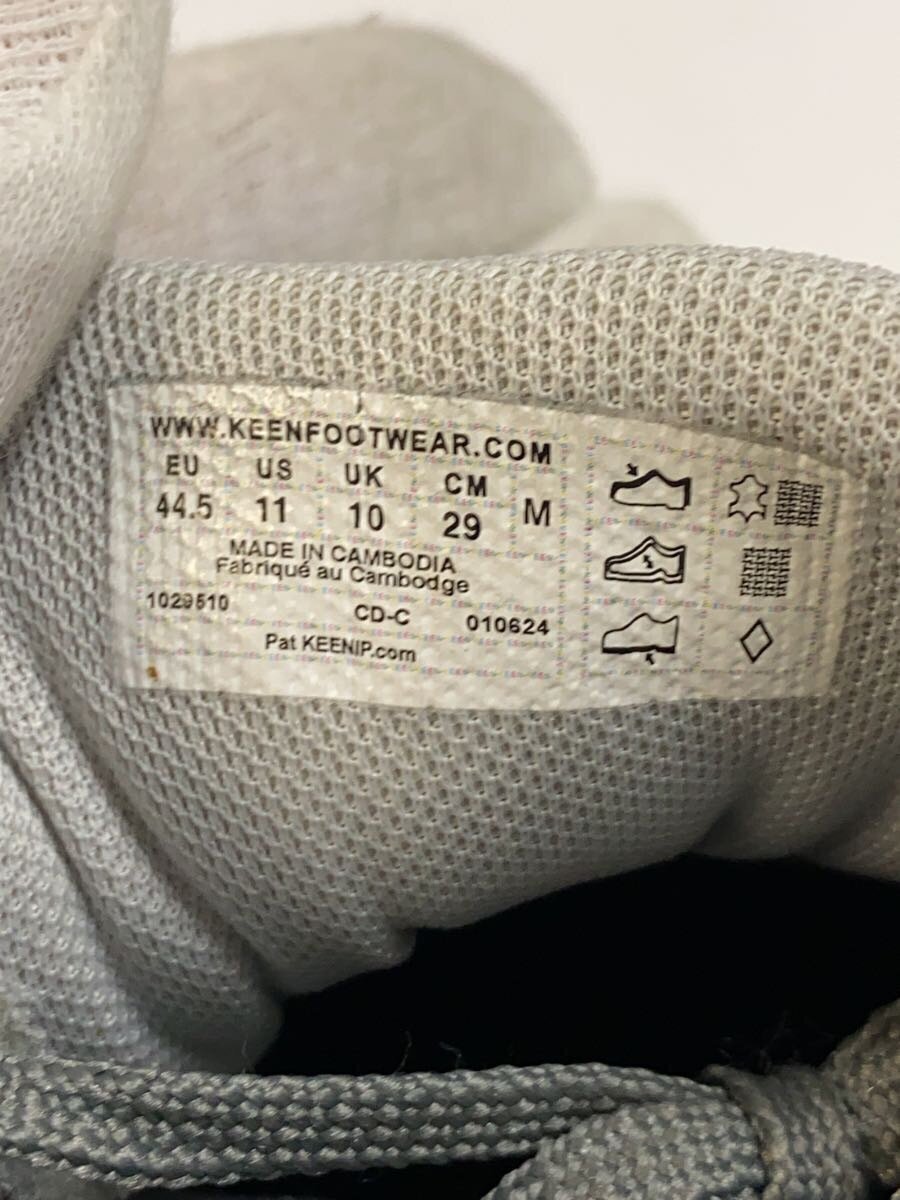 WWW.KEENFOOTWEAR.COM
EU US UK CM M
44.5 11 10 29
MADE IN CAMBODIA
Fabriqué au Cambodge
1029510 CD-C 010624
Pat KEENIP.com